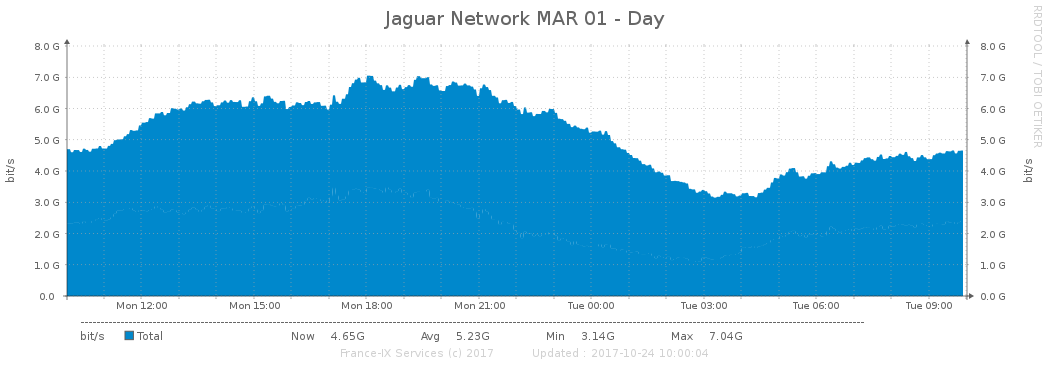 Jaguar Network MAR 01 - Day
RRDTOOL / TOBI OETIKER
bit/s
8.0 G 8.0 G
7.0 G 7.0 G
6.0 G 6.0 G
5.0 G 5.0 G
4.0 G 4.0 G
3.0 G 3.0 G
2.0 G 2.0 G
1.0 G 1.0 G
0.0 0.0 G
bit/s
Mon 12:00 Mon 15:00 Mon 18:00 Mon 21:00 Tue 00:00 Tue 03:00 Tue 06:00 Tue 09:00
bit/s Total Now 4.65G Avg 5.23G Min 3.14G Max 7.04G
France-IX Services (c) 2017 Updated : 2017-10-24 10:00:04